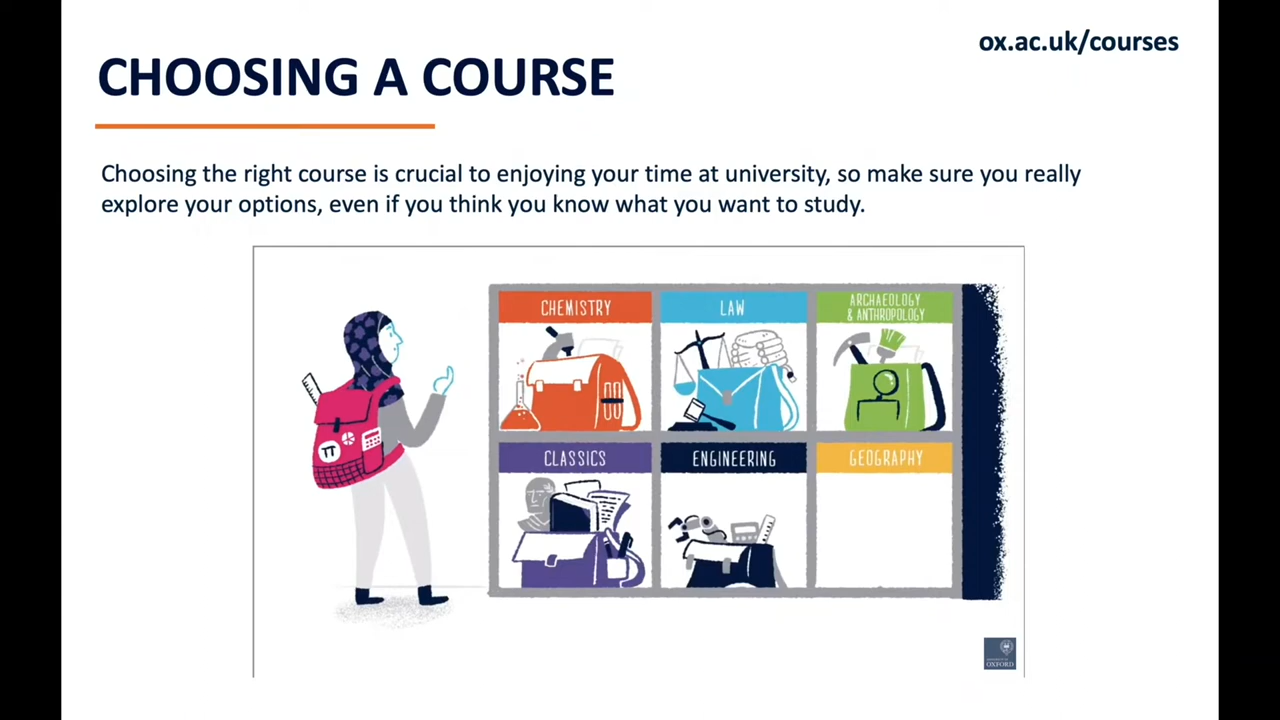 ox.ac.uk/courses
CHOOSING A COURSE
Choosing the right course is crucial to enjoying your time at university, so make sure you really
explore your options, even if you think you know what you want to study.
CHEMISTRY
LAW
ARCHAEOLOGY
& ANTHROPOLOGY
CLASSICS
ENGINEERING
GEOGRAPHY
π
OXFORD